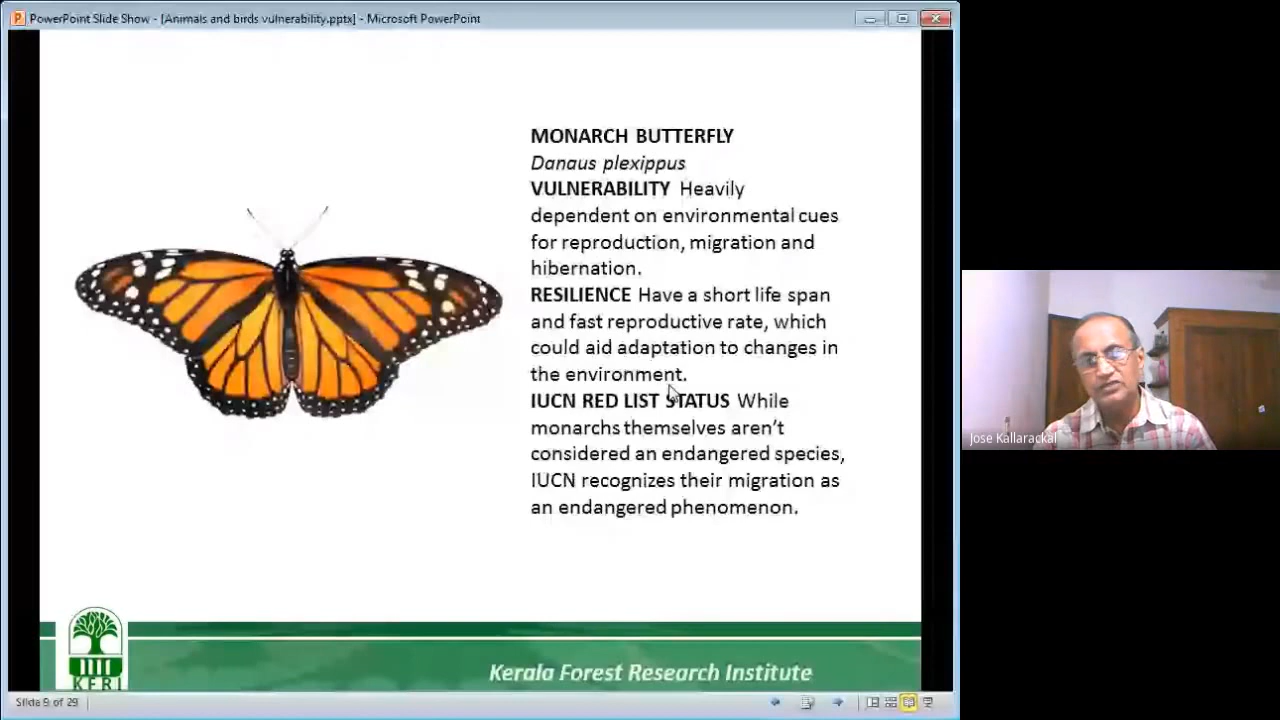 PowerPoint Slide Show - [Animals and birds vulnerability.pptx] - Microsoft PowerPoint
MONARCH BUTTERFLY
Danaus plexippus
VULNERABILITY Heavily
dependent on environmental cues
for reproduction, migration and
hibernation.
RESILIENCE Have a short life span
and fast reproductive rate, which
could aid adaptation to changes in
the environment.
IUCN RED LIST STATUS While
monarchs themselves aren't
considered an endangered species,
IUCN recognizes their migration as
an endangered phenomenon.
Jose Kallarackal
KFRI
Kerala Forest Research Institute
Slide 9 of 29